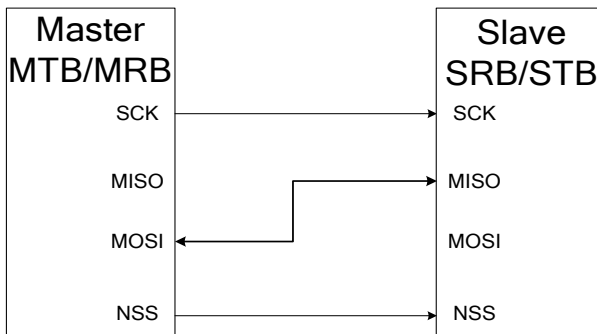 Master
MTB/MRB
SCK
MISO
MOSI
NSS
Slave
SRB/STB
SCK
MISO
MOSI
NSS